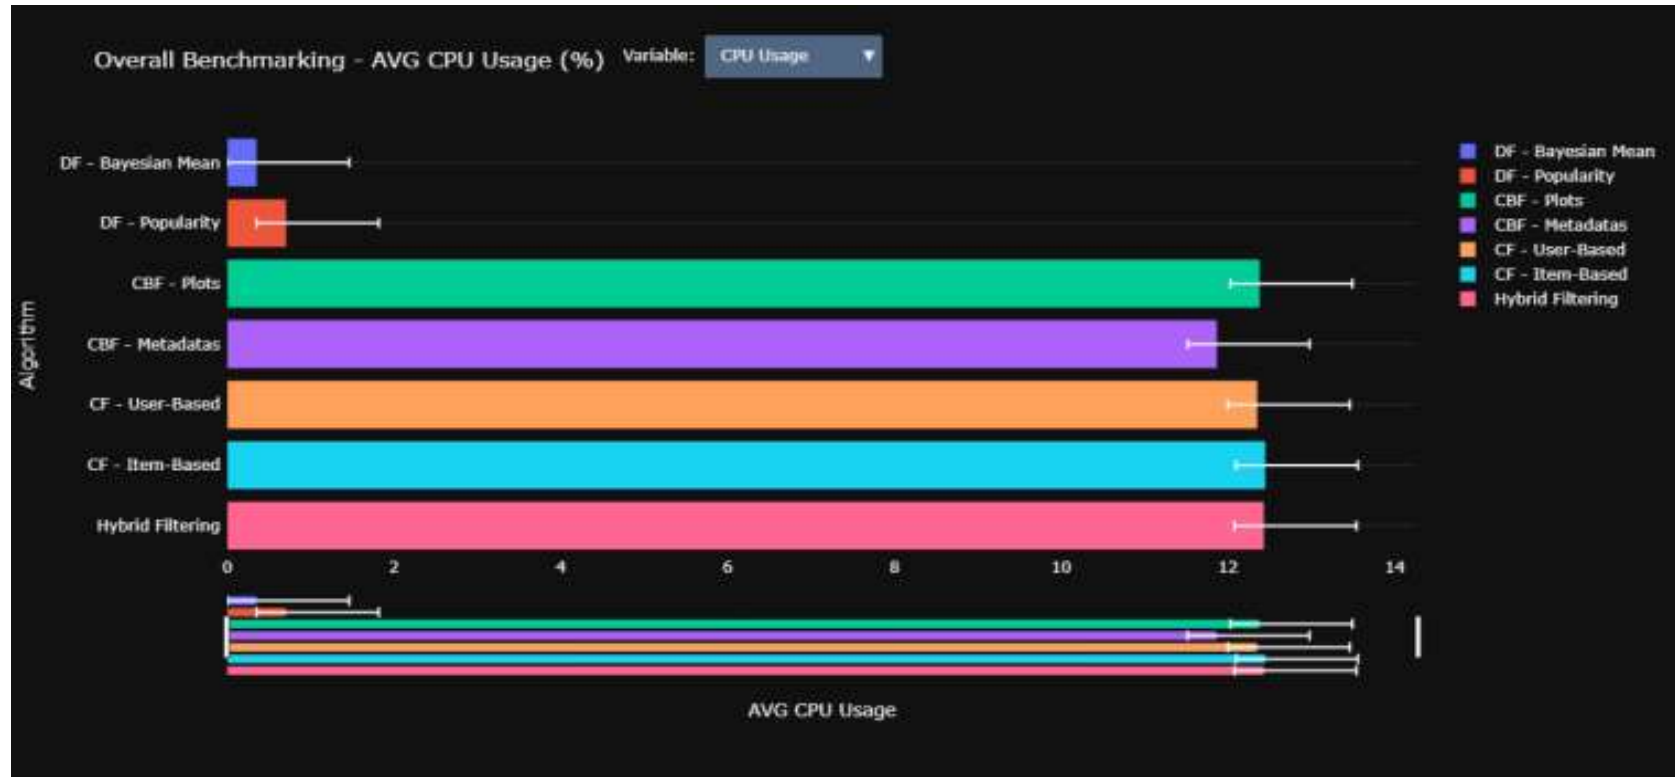 Overall Benchmarking - AVG CPU Usage (%)
Variable:
CPU Usage
Algorithm
DF - Bayesian Mean
DF - Popularity
CBF - Plots
CBF - Metadatas
CF - User-Based
CF - Item-Based
Hybrid Filtering
0 2 4 6 8 10 12 14
AVG CPU Usage
DF - Bayesian Mean
DF - Popularity
CBF - Plots
CBF - Metadatas
CF - User-Based
CF - Item-Based
Hybrid Filtering